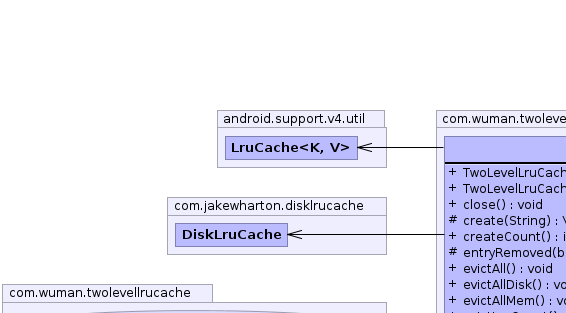 android.support.v4.util
LruCache<K, V>
com.jakewharton.disklrucache
DiskLruCache
com.wuman.twolevellrucache
com.wuman.twoleve
+ TwoLevelLruCach
+ TwoLevelLruCach
+ close() : void
# create(String) :
+ createCount() : i
# entryRemoved(b
+ evictAll() : void
+ evictAllDisk() : vo
+ evictAllMem() : vo